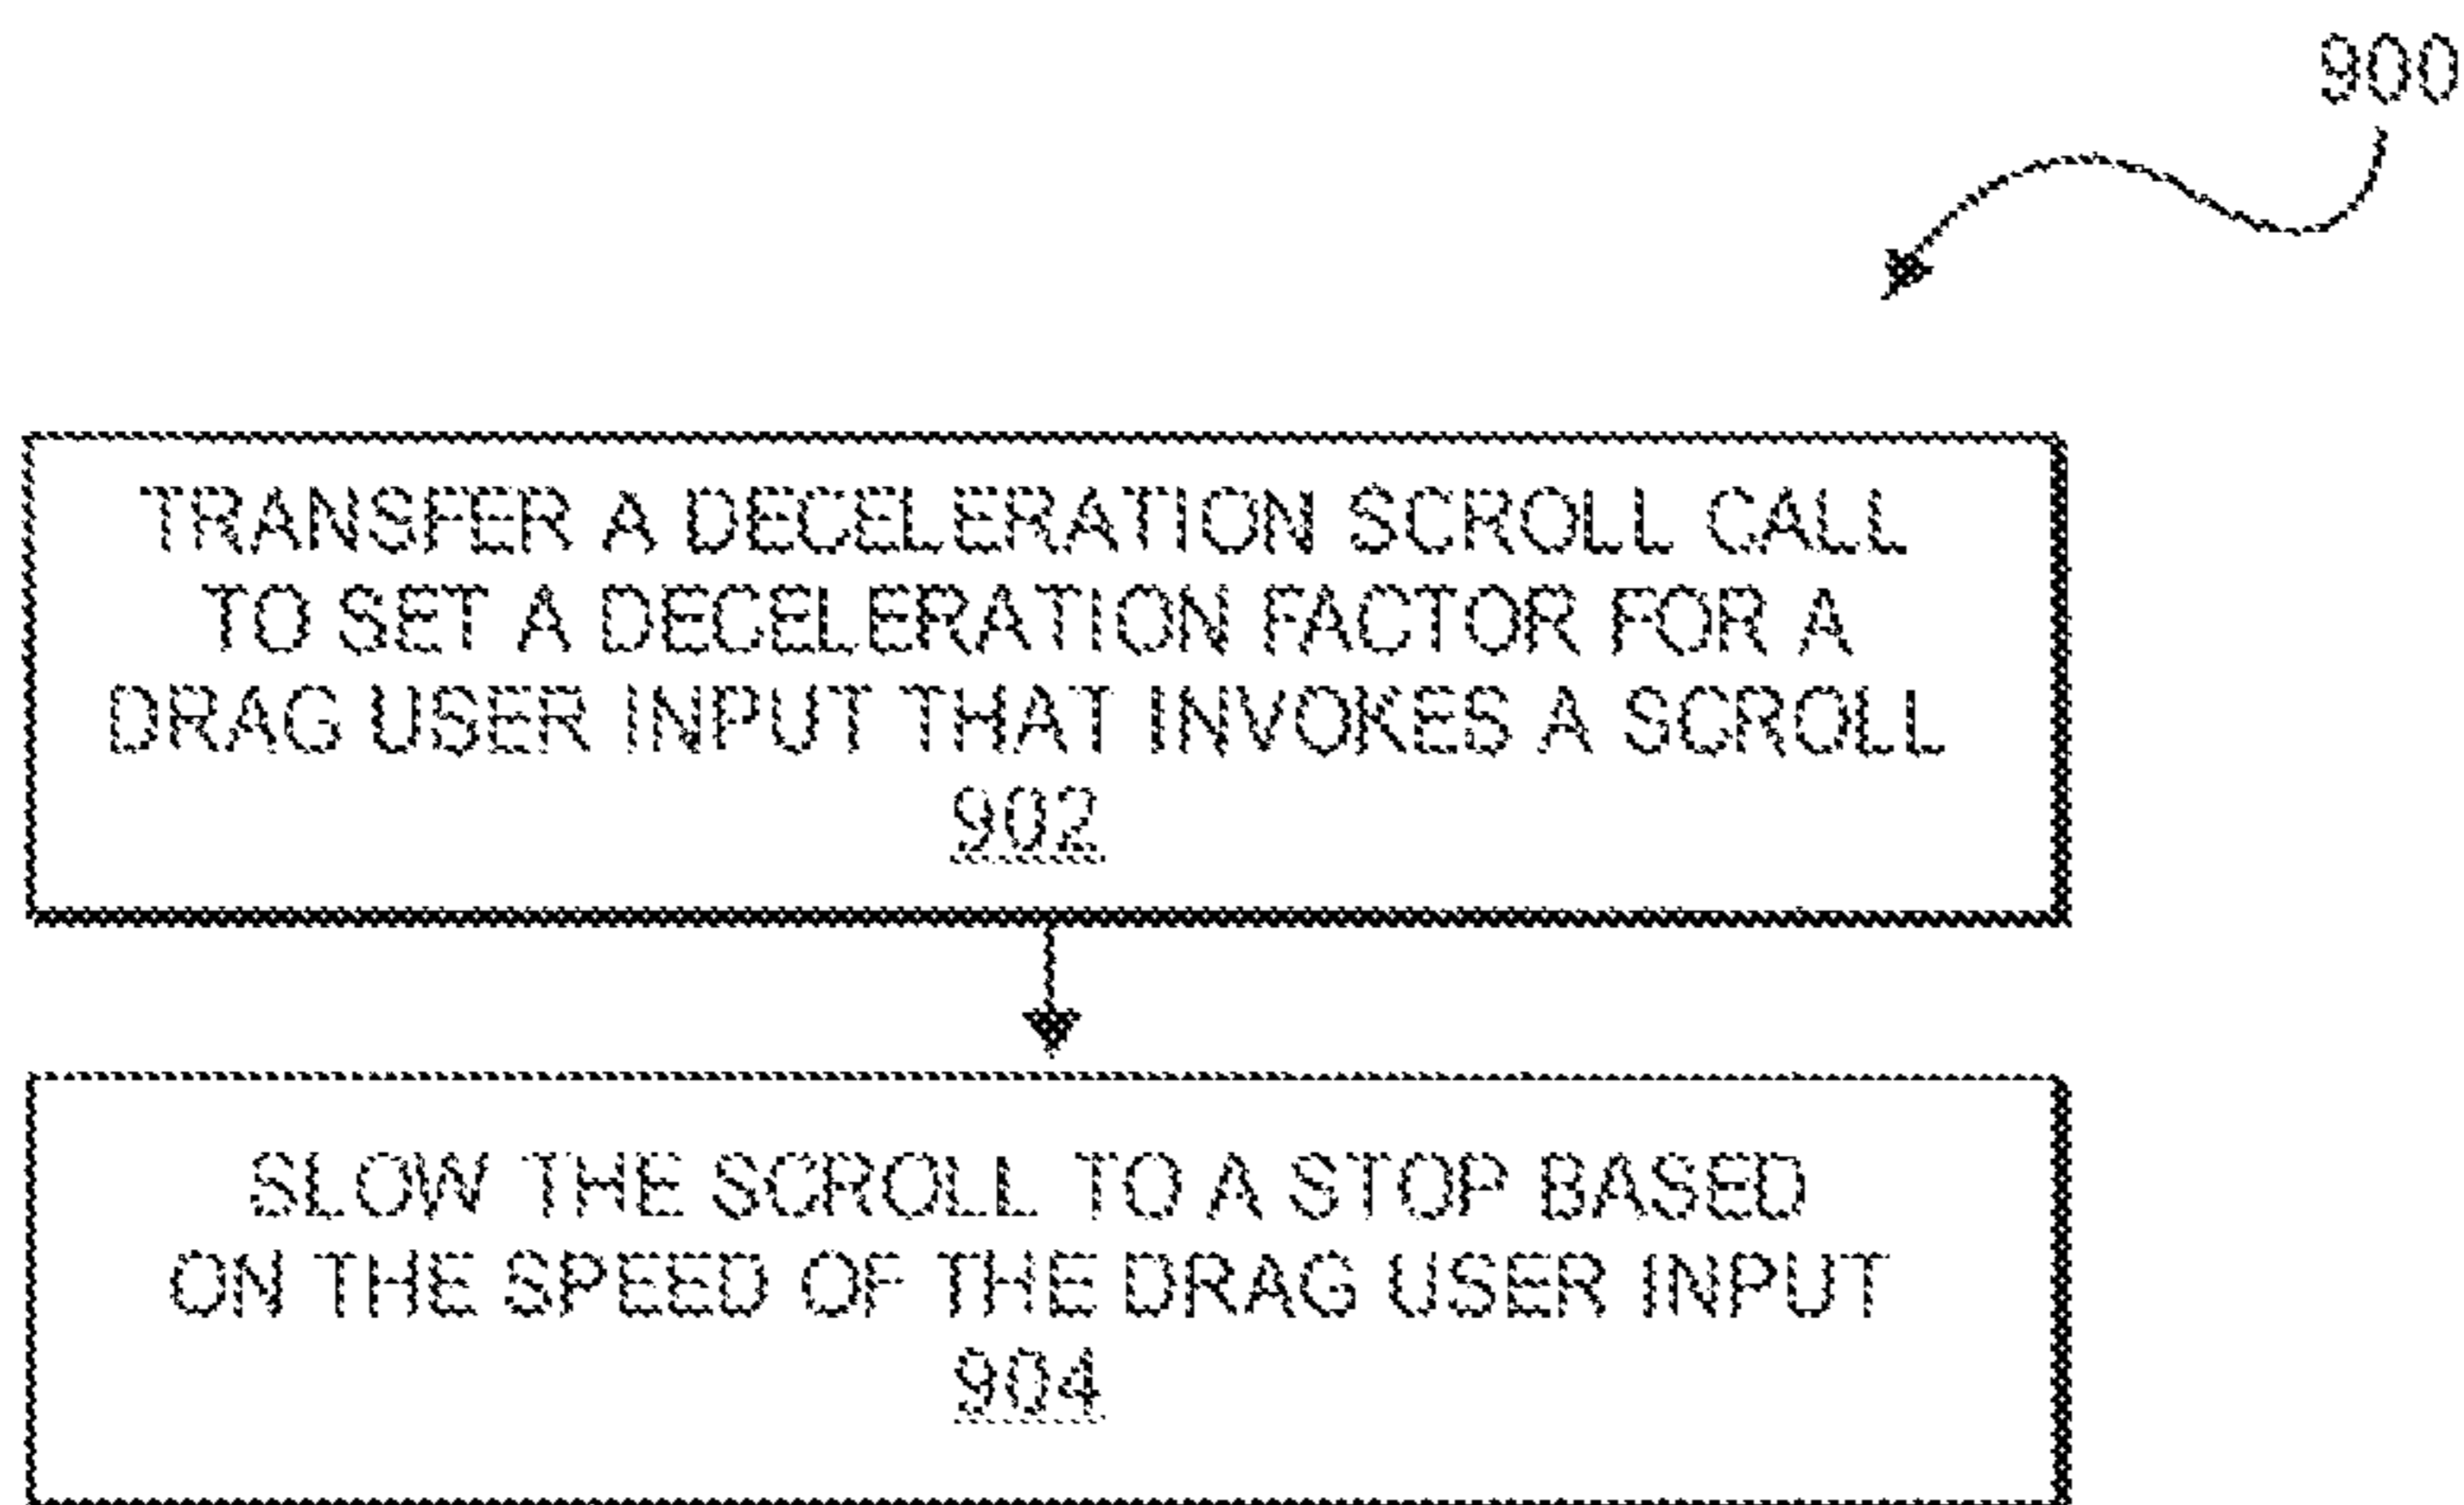 900
TRANSFER A DECELERATION SCROLL CALL
TO SET A DECELERATION FACTOR FOR A
DRAG USER INPUT THAT INVOKES A SCROLL
902
SLOW THE SCROLL TO A STOP BASED
ON THE SPEED OF THE DRAG USER INPUT
904